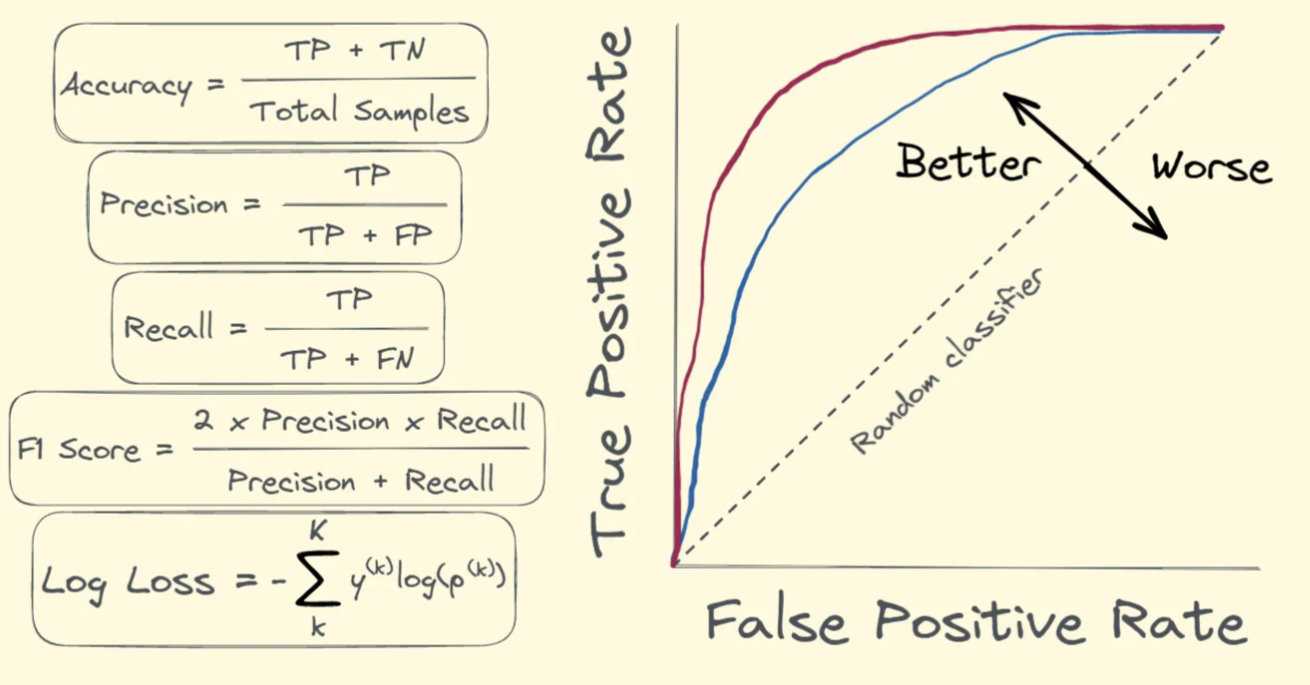 Accuracy = TP + TN
Total Samples
Precision = TP
TP + FP
Recall = TP
TP + FN
F1 Score = 2 x Precision x Recall
Precision + Recall
K
Log Loss = - ∑ y^(k) log(p^(k))
k
True Positive Rate
Better
Worse
Random classifier
False Positive Rate